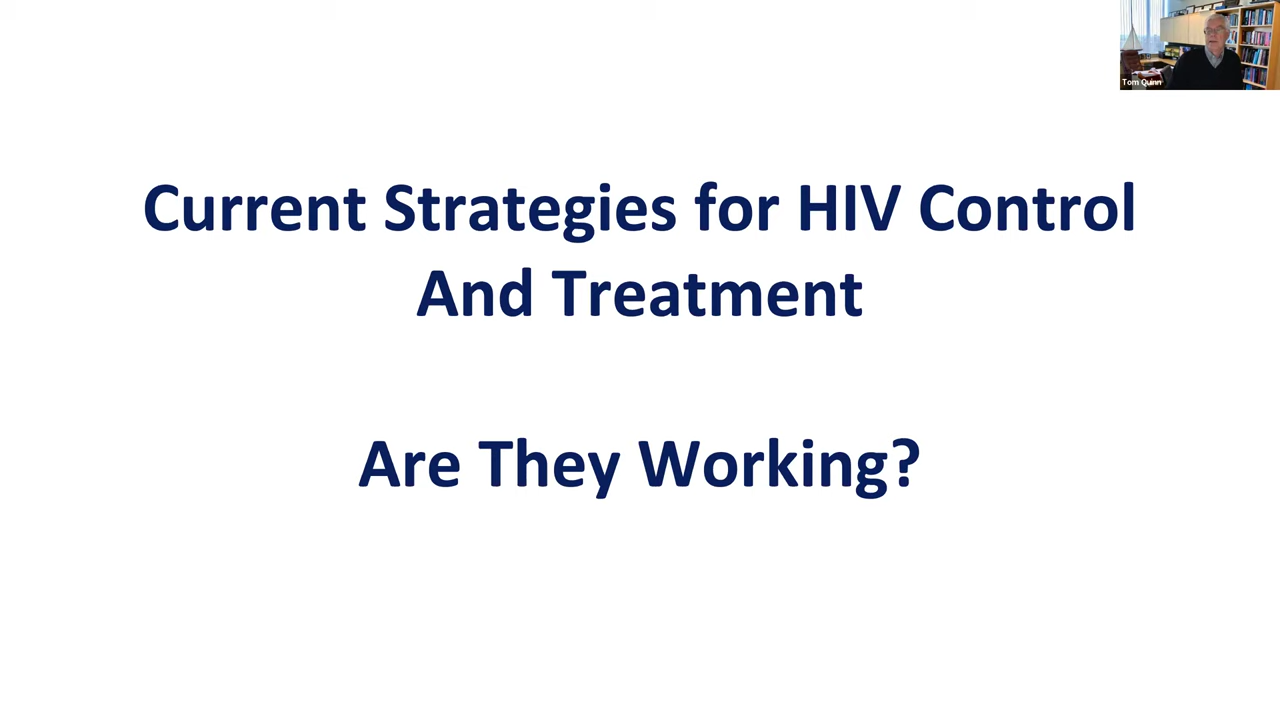 Tom Quinn
Current Strategies for HIV Control
And Treatment
Are They Working?